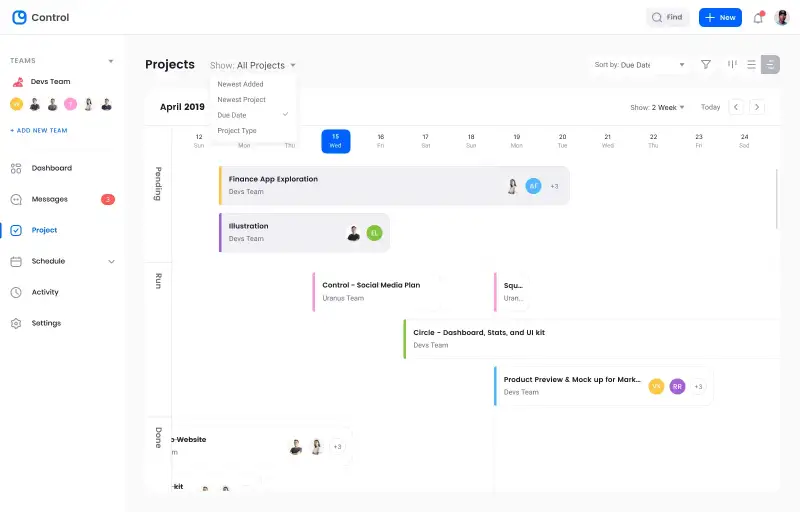 Control
Find
+ New
TEAMS
Devs Team
+ ADD NEW TEAM
Dashboard
Messages
3
Project
Schedule
Activity
Settings
Projects
Show: All Projects
Newest Added
Newest Project
Due Date
Project Type
Sort by: Due Date
April 2019
Show: 2 Week
Today
12 13 14 15 16 17 18 19 20 21 22 23 24
Sun Mon Thu Wed Fri Sat Sun Mon Tue Wed Thu Fri Sat
Pending
Finance App Exploration
Devs Team
+3
Illustration
Devs Team
EL
Run
Control - Social Media Plan
Uranus Team
Squ...
Uran...
Circle - Dashboard, Stats, and UI kit
Devs Team
Product Preview & Mock up for Mark...
Devs Team
RR
+3
Done
Website
+3
kit